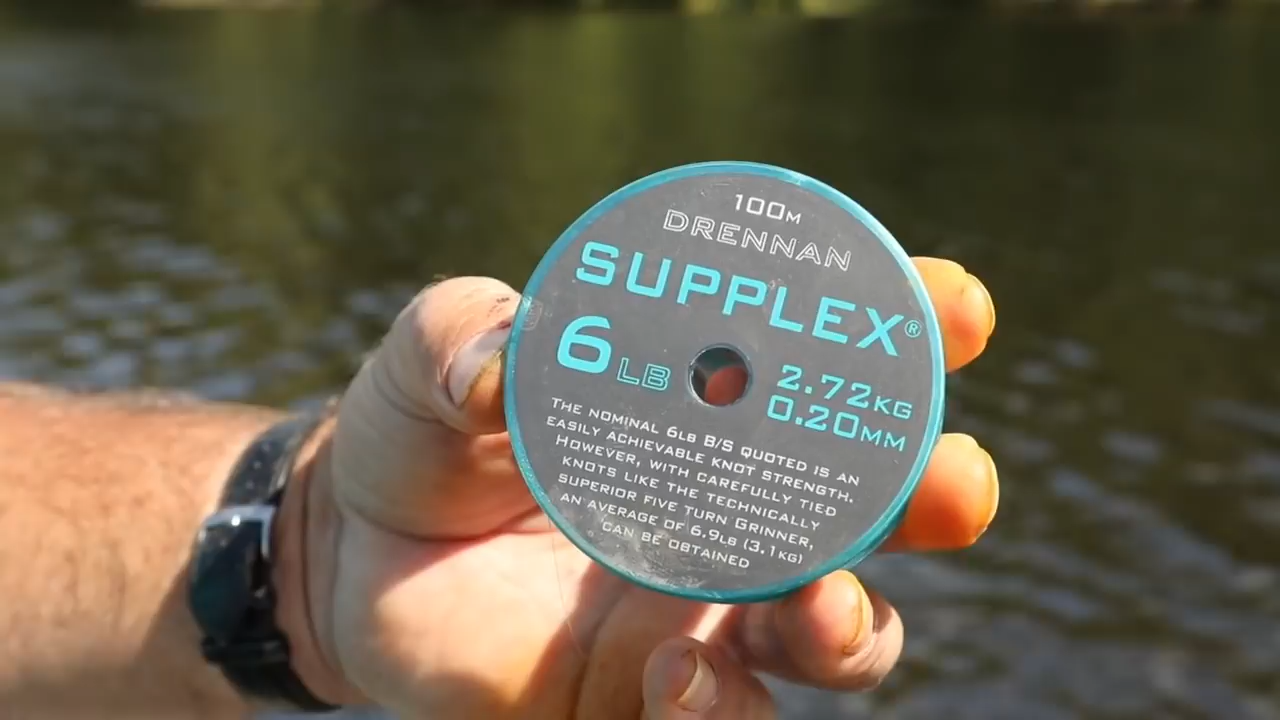 100M
DRENNAN
SUPPLEX®
6LB
2.72KG
0.20MM
THE NOMINAL 6LB B/S QUOTED IS AN
EASILY ACHIEVABLE KNOT STRENGTH.
HOWEVER, WITH CAREFULLY TIED
KNOTS LIKE THE TECHNICALLY
SUPERIOR FIVE TURN GRINNER,
AN AVERAGE OF 6.9LB (3.1KG)
CAN BE OBTAINED